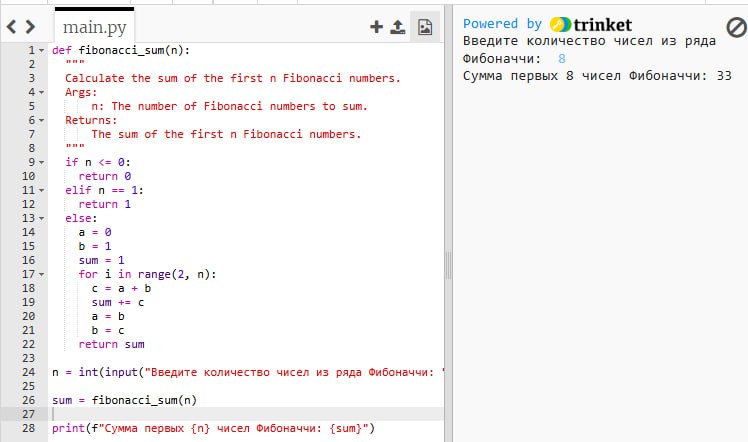 main.py
1 def fibonacci_sum(n):
2 """
3 Calculate the sum of the first n Fibonacci numbers.
4 Args:
5 n: The number of Fibonacci numbers to sum.
6 Returns:
7 The sum of the first n Fibonacci numbers.
8 """
9 if n <= 0:
10 return 0
11 elif n == 1:
12 return 1
13 else:
14 a = 0
15 b = 1
16 sum = 1
17 for i in range(2, n):
18 c = a + b
19 sum += c
20 a = b
21 b = c
22 return sum
23
24 n = int(input("Введите количество чисел из ряда Фибоначчи: "
25
26 sum = fibonacci_sum(n)
27
28 print(f"Сумма первых {n} чисел Фибоначчи: {sum}")
Powered by trinket
Введите количество чисел из ряда
Фибоначчи: 8
Сумма первых 8 чисел Фибоначчи: 33